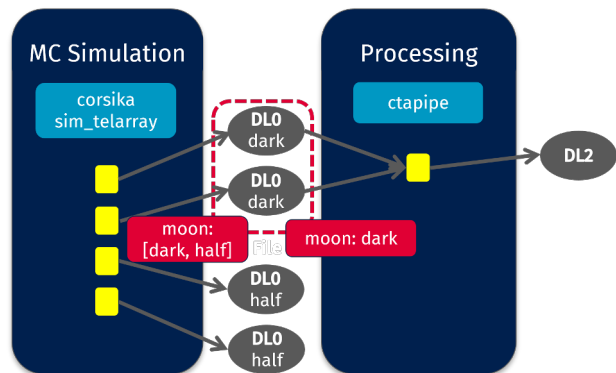 MC Simulation
Processing
corsika
sim_telarray
ctapipe
DL0
dark
DL2
DL0
dark
moon:
[dark, half]
File
moon: dark
DL0
half
DL0
half